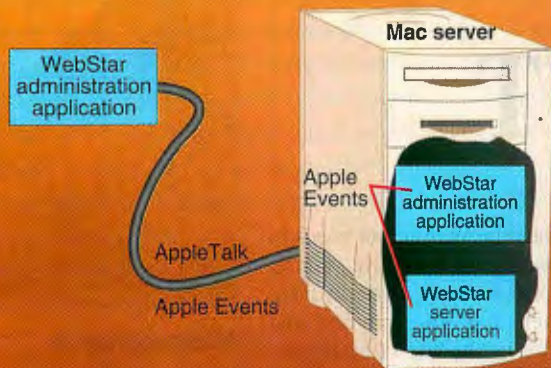 Mac server
WebStar
administration
application
Apple
Events
WebStar
administration
application
AppleTalk
Apple Events
WebStar
server
application